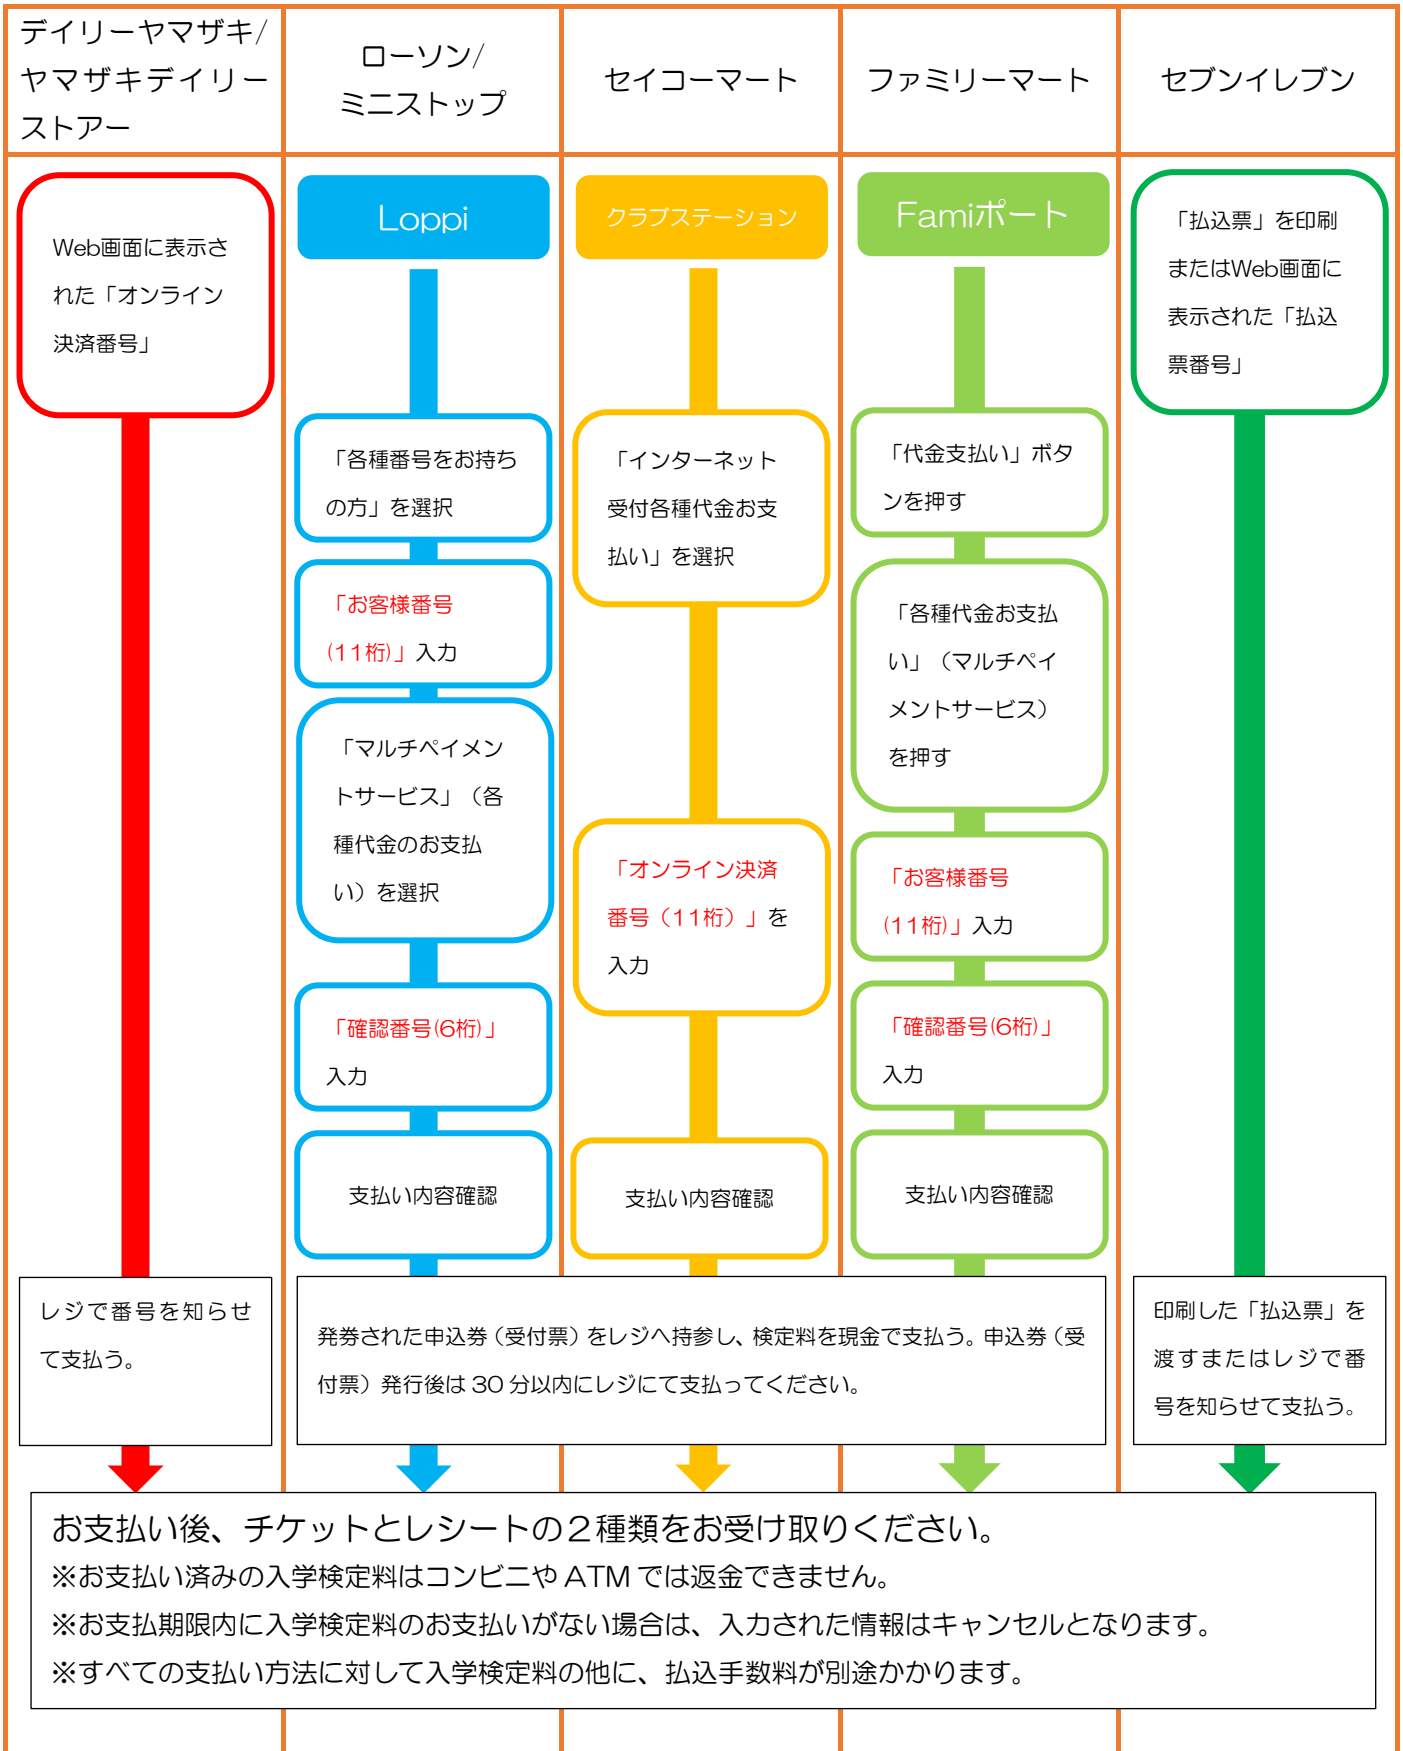 デイリーヤマザキ/
ヤマザキデイリー
ストアー
ローソン/
ミニストップ
セイコーマート
ファミリーマート
セブンイレブン
Web画面に表示さ
れた「オンライン
決済番号」
レジで番号を知らせ
て支払う。
Loppi
「各種番号をお持ち
の方」を選択
「お客様番号
(11桁)」入力
「マルチペイメン
トサービス」（各
種代金のお支払
い）を選択
「確認番号(6桁)」
入力
支払い内容確認
クラブステーション
「インターネット
受付各種代金お支
払い」を選択
「オンライン決済
番号（11桁）」を
入力
支払い内容確認
Famiポート
「代金支払い」ボタ
ンを押す
「各種代金お支払
い」（マルチペイ
メントサービス）
を押す
「お客様番号
(11桁)」入力
「確認番号(6桁)」
入力
支払い内容確認
発券された申込券（受付票）をレジへ持参し、検定料を現金で支払う。申込券（受
付票）発行後は 30 分以内にレジにて支払ってください。
「払込票」を印刷
またはWeb画面に
表示された「払込
票番号」
印刷した「払込票」を
渡すまたはレジで番
号を知らせて支払う。
お支払い後、チケットとレシートの２種類をお受け取りください。
※お支払い済みの入学検定料はコンビニや ATM では返金できません。
※お支払期限内に入学検定料のお支払いがない場合は、入力された情報はキャンセルとなります。
※すべての支払い方法に対して入学検定料の他に、払込手数料が別途かかります。